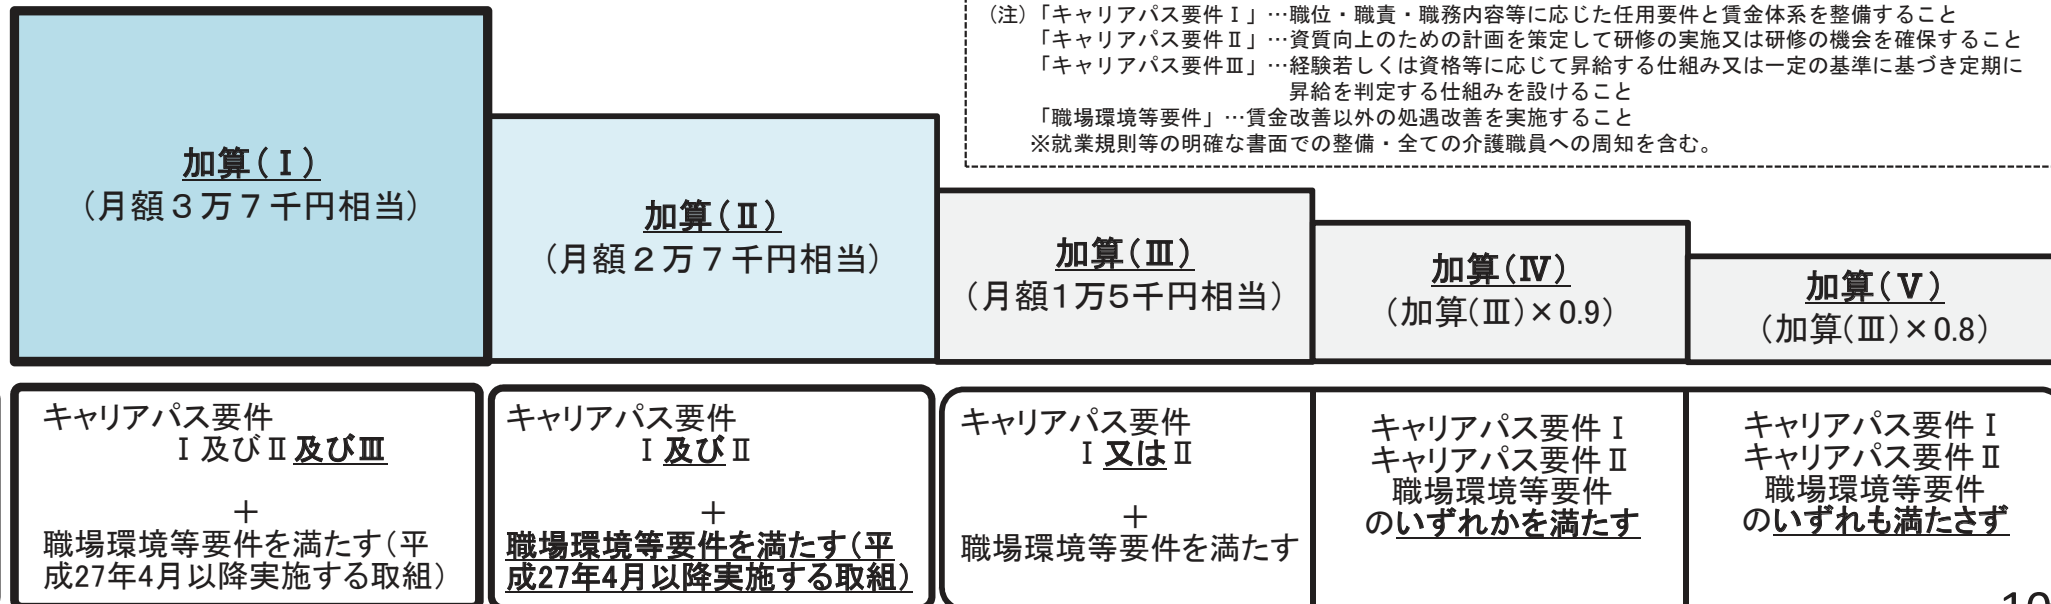 (注)「キャリアパス要件Ⅰ」…職位・職責・職務内容等に応じた任用要件と賃金体系を整備すること
「キャリアパス要件Ⅱ」…資質向上のための計画を策定して研修の実施又は研修の機会を確保すること
「キャリアパス要件Ⅲ」…経験若しくは資格等に応じて昇給する仕組み又は一定の基準に基づき定期に
昇給を判定する仕組みを設けること
「職場環境等要件」…賃金改善以外の処遇改善を実施すること
※就業規則等の明確な書面での整備・全ての介護職員への周知を含む。
加算(Ⅰ)
(月額3万7千円相当)
加算(Ⅱ)
(月額2万7千円相当)
加算(Ⅲ)
(月額1万5千円相当)
加算(Ⅳ)
(加算(Ⅲ)×0.9)
加算(Ⅴ)
(加算(Ⅲ)×0.8)
キャリアパス要件
Ⅰ及びⅡ及びⅢ
+
職場環境等要件を満たす(平
成27年4月以降実施する取組)
キャリアパス要件
Ⅰ及びⅡ
+
職場環境等要件を満たす(平
成27年4月以降実施する取組)
キャリアパス要件
Ⅰ又はⅡ
+
職場環境等要件を満たす
キャリアパス要件Ⅰ
キャリアパス要件Ⅱ
職場環境等要件
のいずれかを満たす
キャリアパス要件Ⅰ
キャリアパス要件Ⅱ
職場環境等要件
のいずれも満たさず